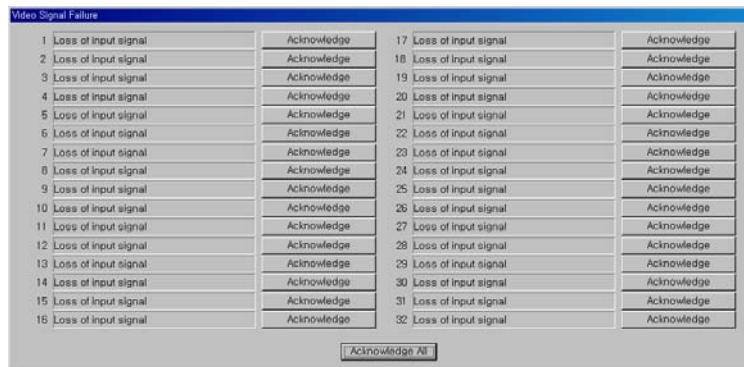 Video Signal Failure
1 Loss of input signal Acknowledge 17 Loss of input signal Acknowledge
2 Loss of input signal Acknowledge 18 Loss of input signal Acknowledge
3 Loss of input signal Acknowledge 19 Loss of input signal Acknowledge
4 Loss of input signal Acknowledge 20 Loss of input signal Acknowledge
5 Loss of input signal Acknowledge 21 Loss of input signal Acknowledge
6 Loss of input signal Acknowledge 22 Loss of input signal Acknowledge
7 Loss of input signal Acknowledge 23 Loss of input signal Acknowledge
8 Loss of input signal Acknowledge 24 Loss of input signal Acknowledge
9 Loss of input signal Acknowledge 25 Loss of input signal Acknowledge
10 Loss of input signal Acknowledge 26 Loss of input signal Acknowledge
11 Loss of input signal Acknowledge 27 Loss of input signal Acknowledge
12 Loss of input signal Acknowledge 28 Loss of input signal Acknowledge
13 Loss of input signal Acknowledge 29 Loss of input signal Acknowledge
14 Loss of input signal Acknowledge 30 Loss of input signal Acknowledge
15 Loss of input signal Acknowledge 31 Loss of input signal Acknowledge
16 Loss of input signal Acknowledge 32 Loss of input signal Acknowledge
Acknowledge All